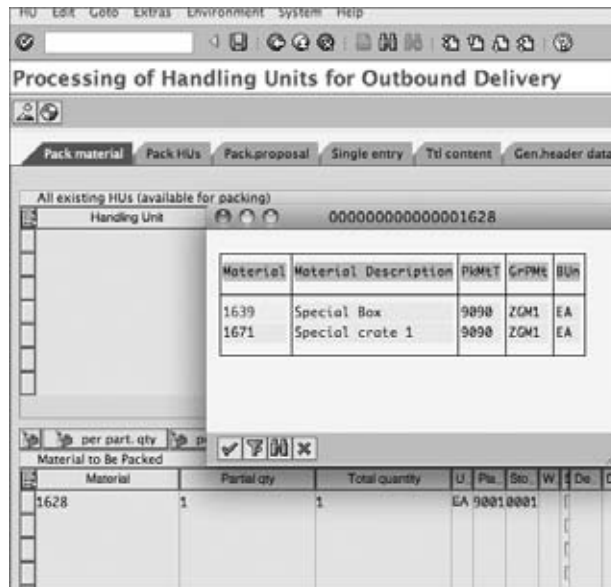 HU Edit Goto Extras Environment System Help
Processing of Handling Units for Outbound Delivery
Pack material Pack HUs Pack.proposal Single entry Ttl content Gen.header data
All existing HUs (available for packing)
Handling Unit
000000000000001628
Material Material Description PkMtT GrPMt BUn
1639 Special Box 9090 ZGM1 EA
1671 Special crate 1 9090 ZGM1 EA
per part. qty
Material to Be Packed
Material Partial qty Total quantity U. Pla. Sto. W De..
1628 1 1 EA 9001 0001